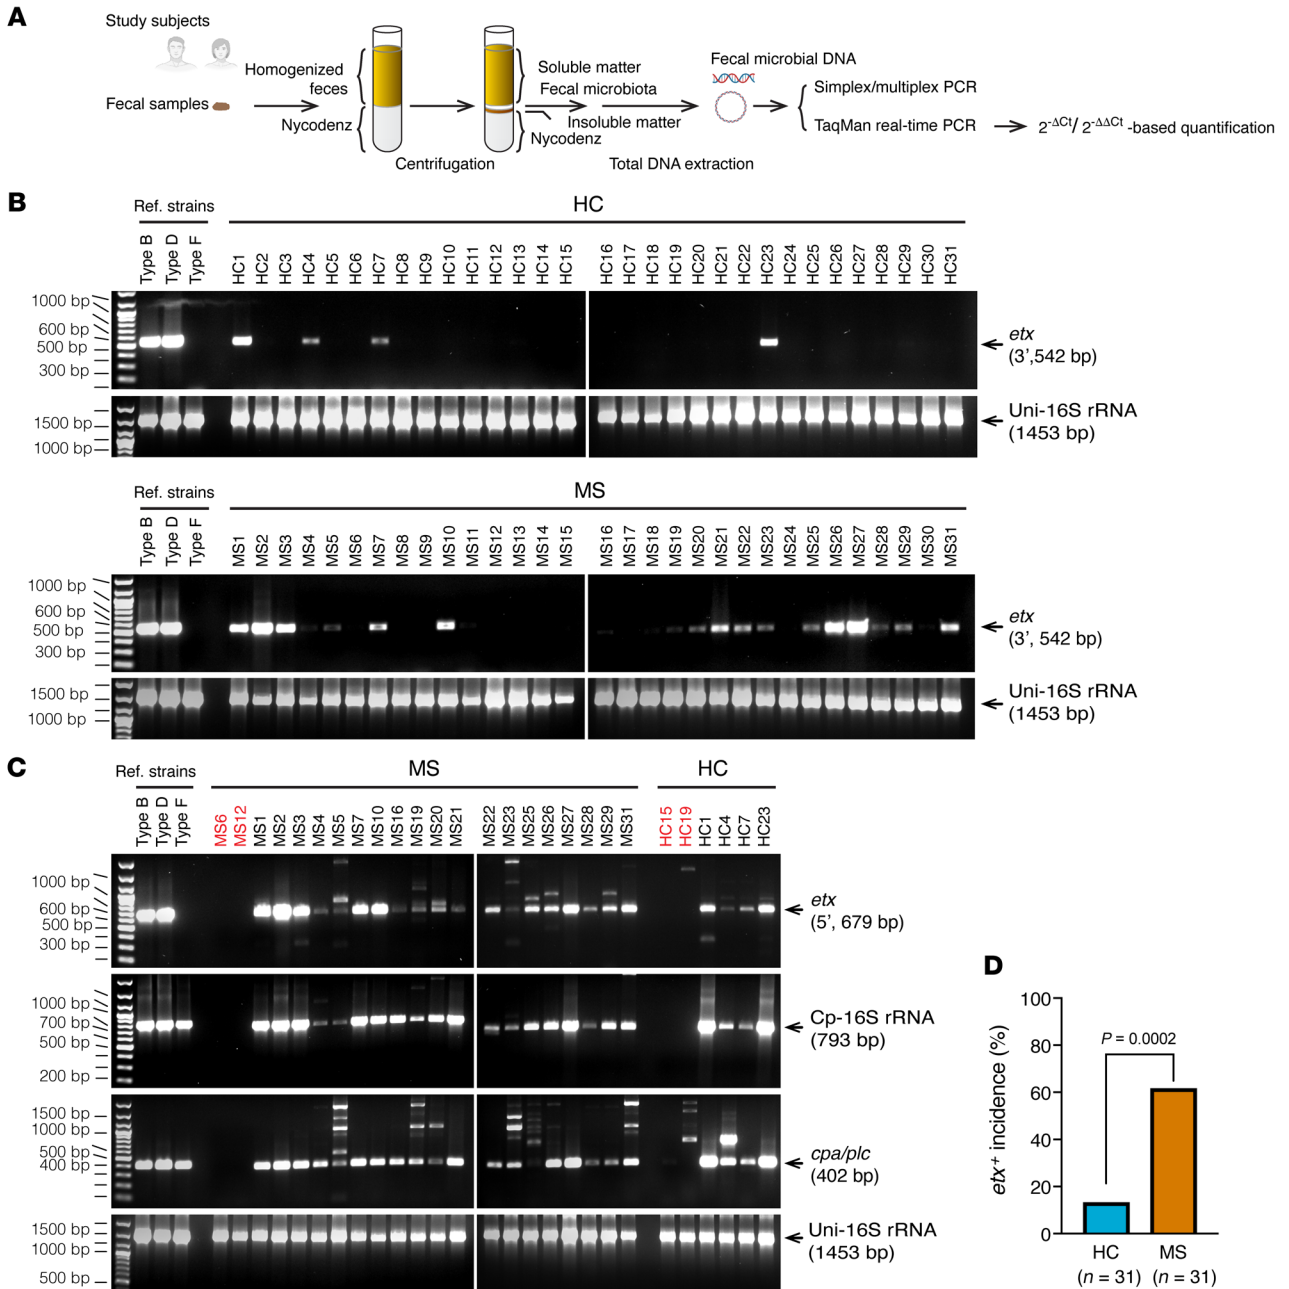 A
Study subjects
Fecal samples
Homogenized
feces
Nycodenz
Centrifugation
Soluble matter
Fecal microbiota
Insoluble matter
Nycodenz
Total DNA extraction
Fecal microbial DNA
Simplex/multiplex PCR
TaqMan real-time PCR
2-ΔCt/ 2-ΔΔCt -based quantification
B
Ref. strains
HC
Type B
Type D
Type F
HC1
HC2
HC3
HC4
HC5
HC6
HC7
HC8
HC9
HC10
HC11
HC12
HC13
HC14
HC15
HC16
HC17
HC18
HC19
HC20
HC21
HC22
HC23
HC24
HC25
HC26
HC27
HC28
HC29
HC30
HC31
1000 bp
600 bp
500 bp
300 bp
etx
(3',542 bp)
1500 bp
1000 bp
Uni-16S rRNA
(1453 bp)
Ref. strains
MS
Type B
Type D
Type F
MS1
MS2
MS3
MS4
MS5
MS6
MS7
MS8
MS9
MS10
MS11
MS12
MS13
MS14
MS15
MS16
MS17
MS18
MS19
MS20
MS21
MS22
MS23
MS24
MS25
MS26
MS27
MS28
MS29
MS30
MS31
1000 bp
600 bp
500 bp
300 bp
etx
(3', 542 bp)
1500 bp
1000 bp
Uni-16S rRNA
(1453 bp)
C
Ref. strains
MS
HC
Type B
Type D
Type F
MS6
MS12
MS1
MS2
MS3
MS4
MS5
MS7
MS10
MS16
MS19
MS20
MS21
MS22
MS23
MS25
MS26
MS27
MS28
MS29
MS31
HC15
HC19
HC1
HC4
HC7
HC23
1000 bp
600 bp
500 bp
300 bp
etx
(5', 679 bp)
1000 bp
700 bp
500 bp
200 bp
Cp-16S rRNA
(793 bp)
1500 bp
1000 bp
500 bp
400 bp
cpa/plc
(402 bp)
1500 bp
1000 bp
500 bp
Uni-16S rRNA
(1453 bp)
D
etx+ incidence (%)
100
80
60
40
20
0
P = 0.0002
HC
MS
(n = 31)
(n = 31)